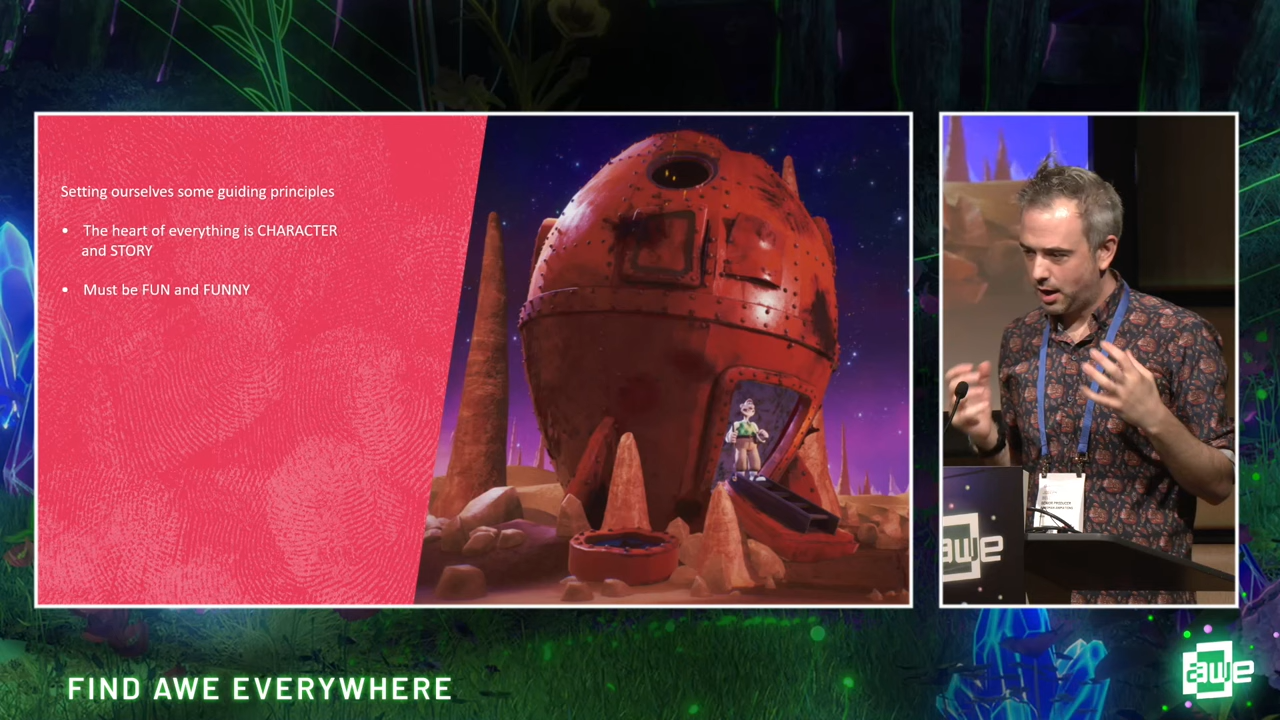 Setting ourselves some guiding principles
• The heart of everything is CHARACTER
and STORY
• Must be FUN and FUNNY
awe
FIND AWE EVERYWHERE
awe